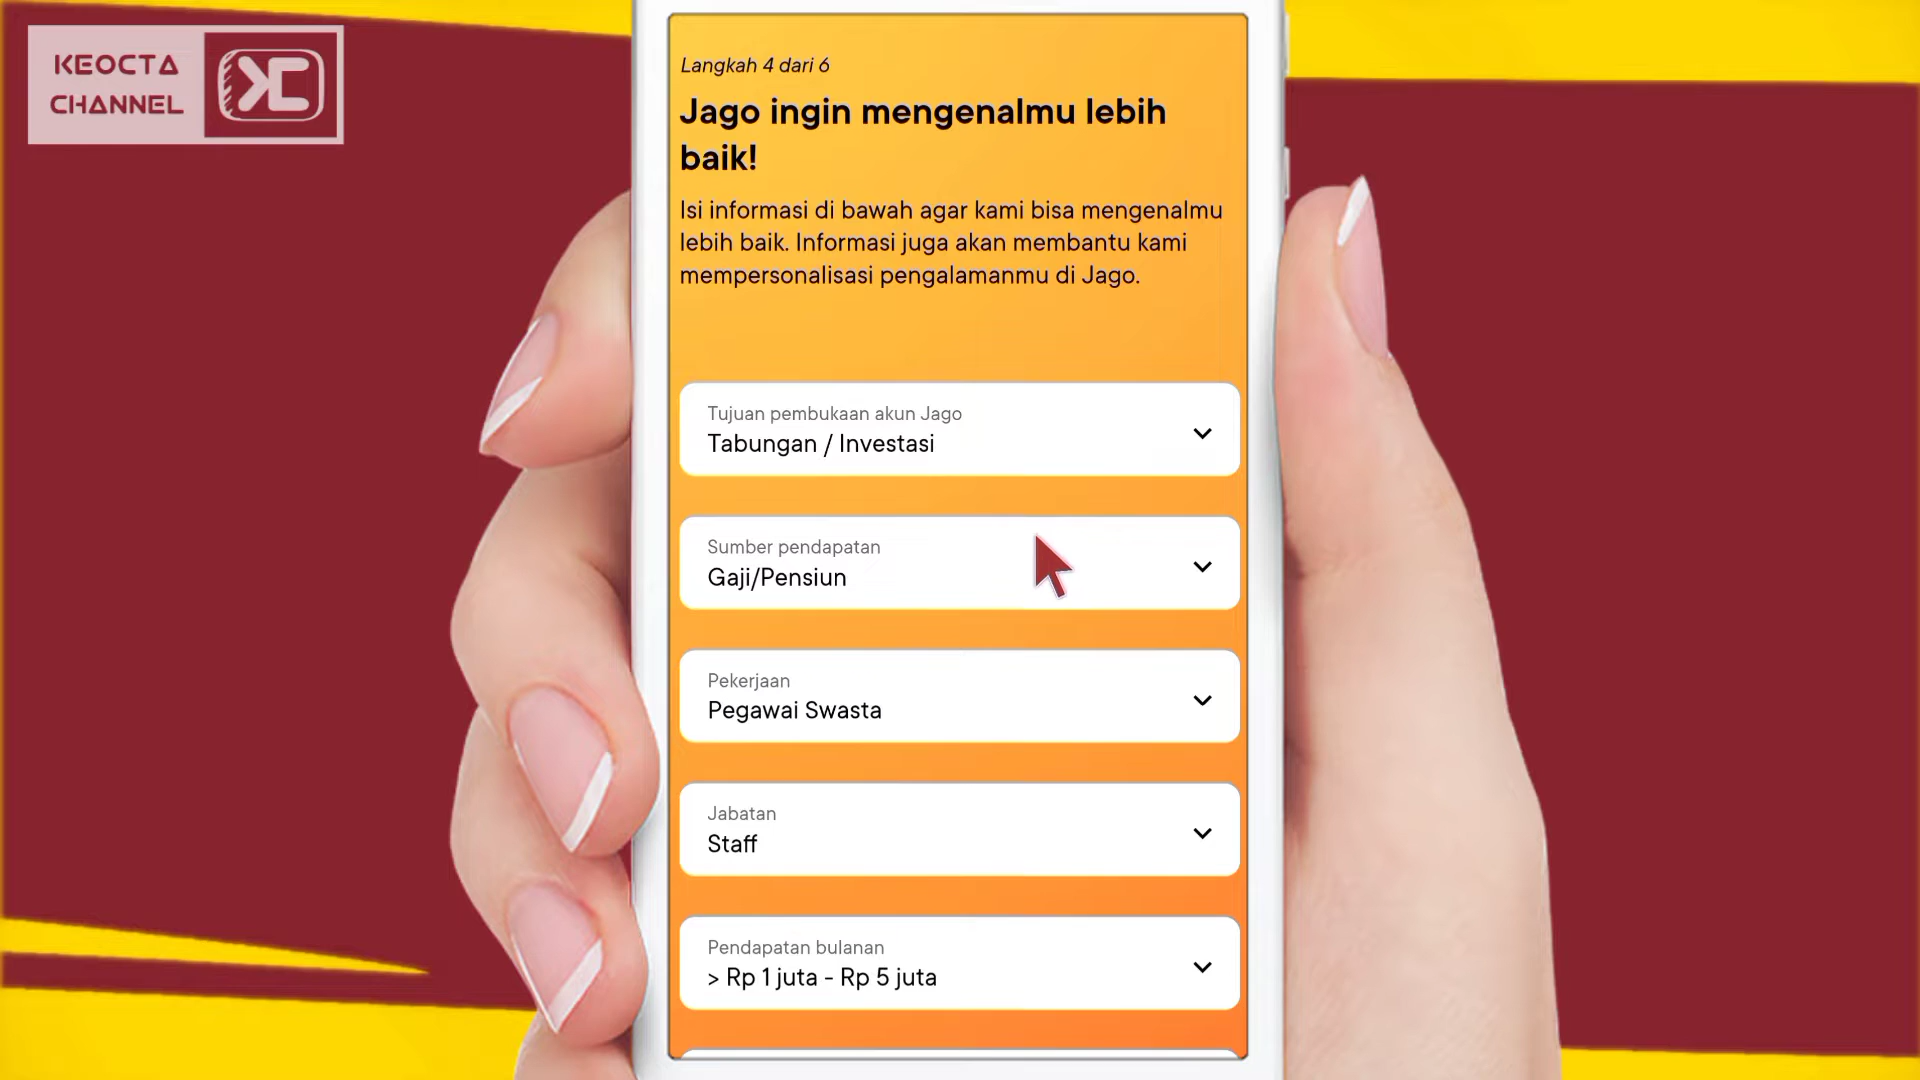 KEOCTA
CHANNEL
Langkah 4 dari 6
Jago ingin mengenalmu lebih
baik!
Isi informasi di bawah agar kami bisa mengenalmu
lebih baik. Informasi juga akan membantu kami
mempersonalisasi pengalamanmu di Jago.
Tujuan pembukaan akun Jago
Tabungan / Investasi
Sumber pendapatan
Gaji/Pensiun
Pekerjaan
Pegawai Swasta
Jabatan
Staff
Pendapatan bulanan
> Rp 1 juta - Rp 5 juta